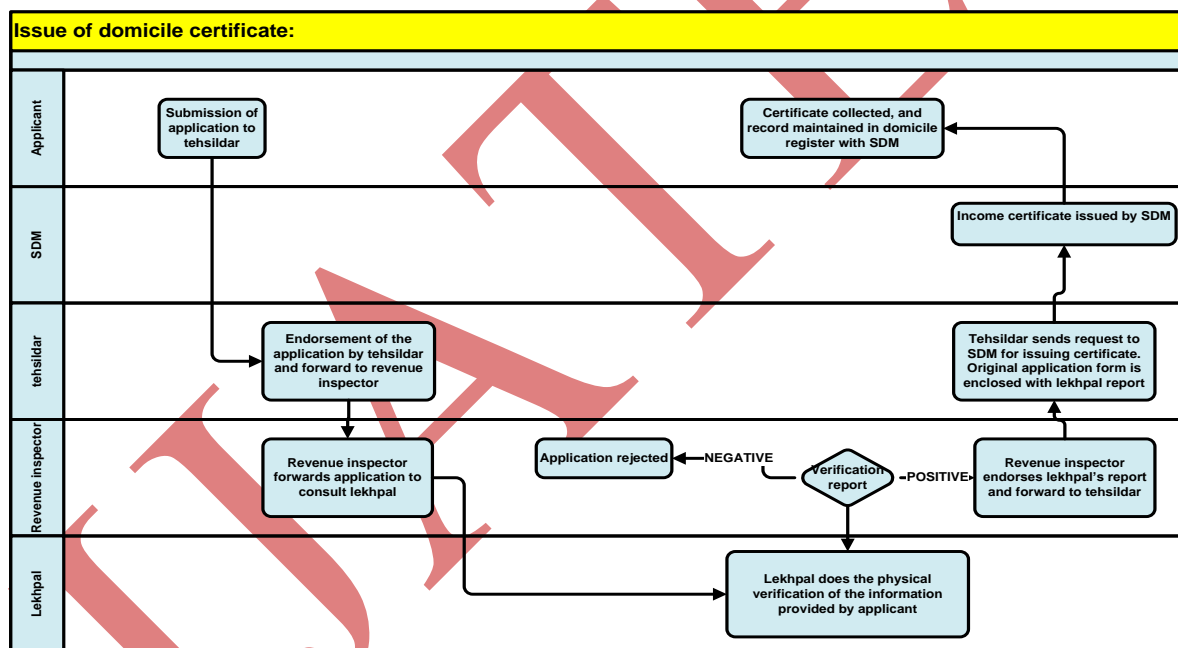 Issue of domicile certificate:
Applicant
Submission of
application to
tehsildar
Certificate collected, and
record maintained in domicile
register with SDM
SDM
Income certificate issued by SDM
tehsildar
Endorsement of the
application by tehsildar
and forward to revenue
inspector
Tehsildar sends request to
SDM for issuing certificate.
Original application form is
enclosed with lekhpal report
Revenue inspector
Revenue inspector
forwards application to
consult lekhpal
Application rejected
NEGATIVE
Verification
report
POSITIVE
Revenue inspector
endorses lekhpal's report
and forward to tehsildar
Lekhpal
Lekhpal does the physical
verification of the information
provided by applicant